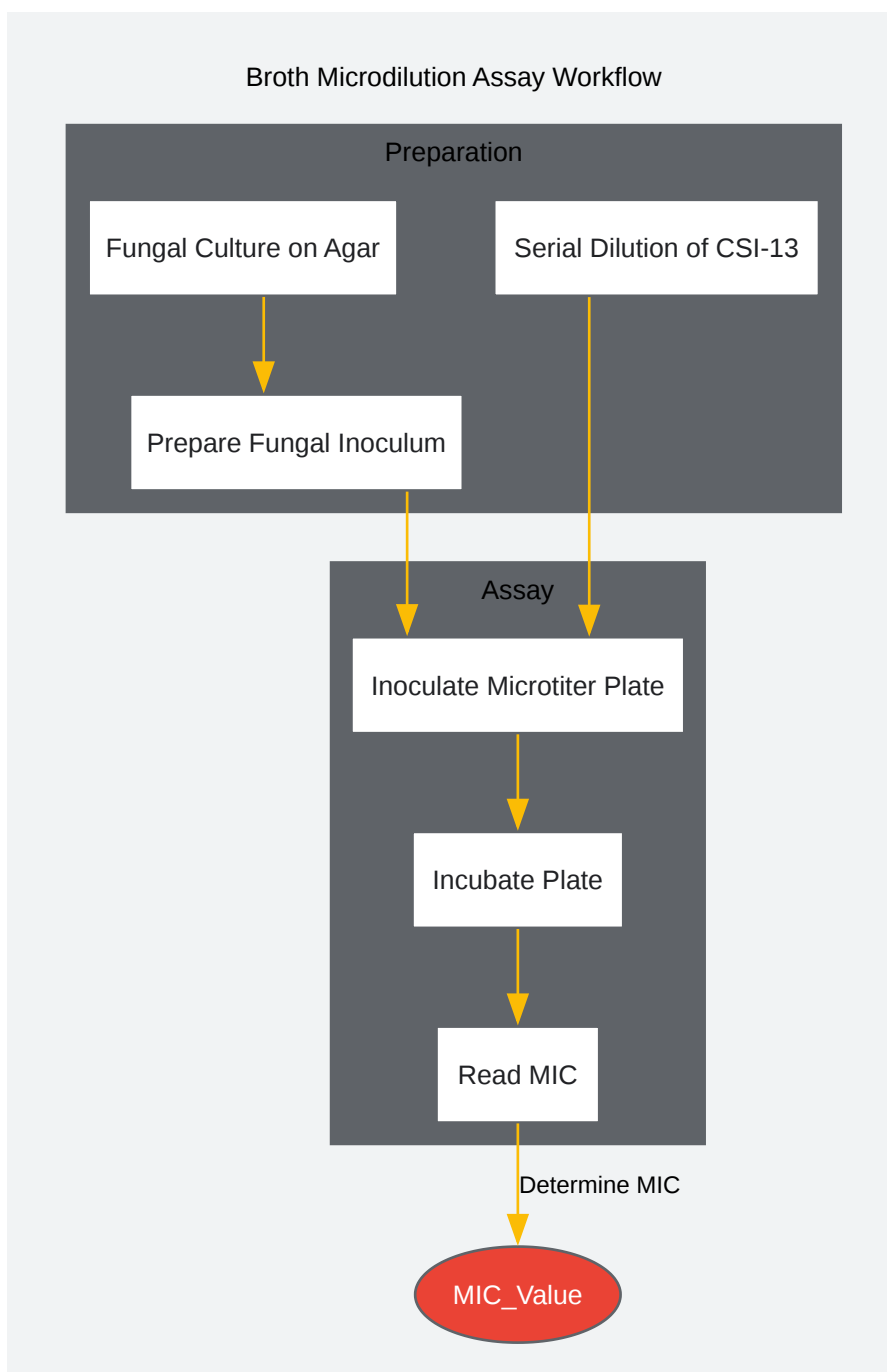 Broth Microdilution Assay Workflow
Preparation
Fungal Culture on Agar
Serial Dilution of CSI-13
Prepare Fungal Inoculum
Assay
Inoculate Microtiter Plate
Incubate Plate
Read MIC
Determine MIC
MIC_Value